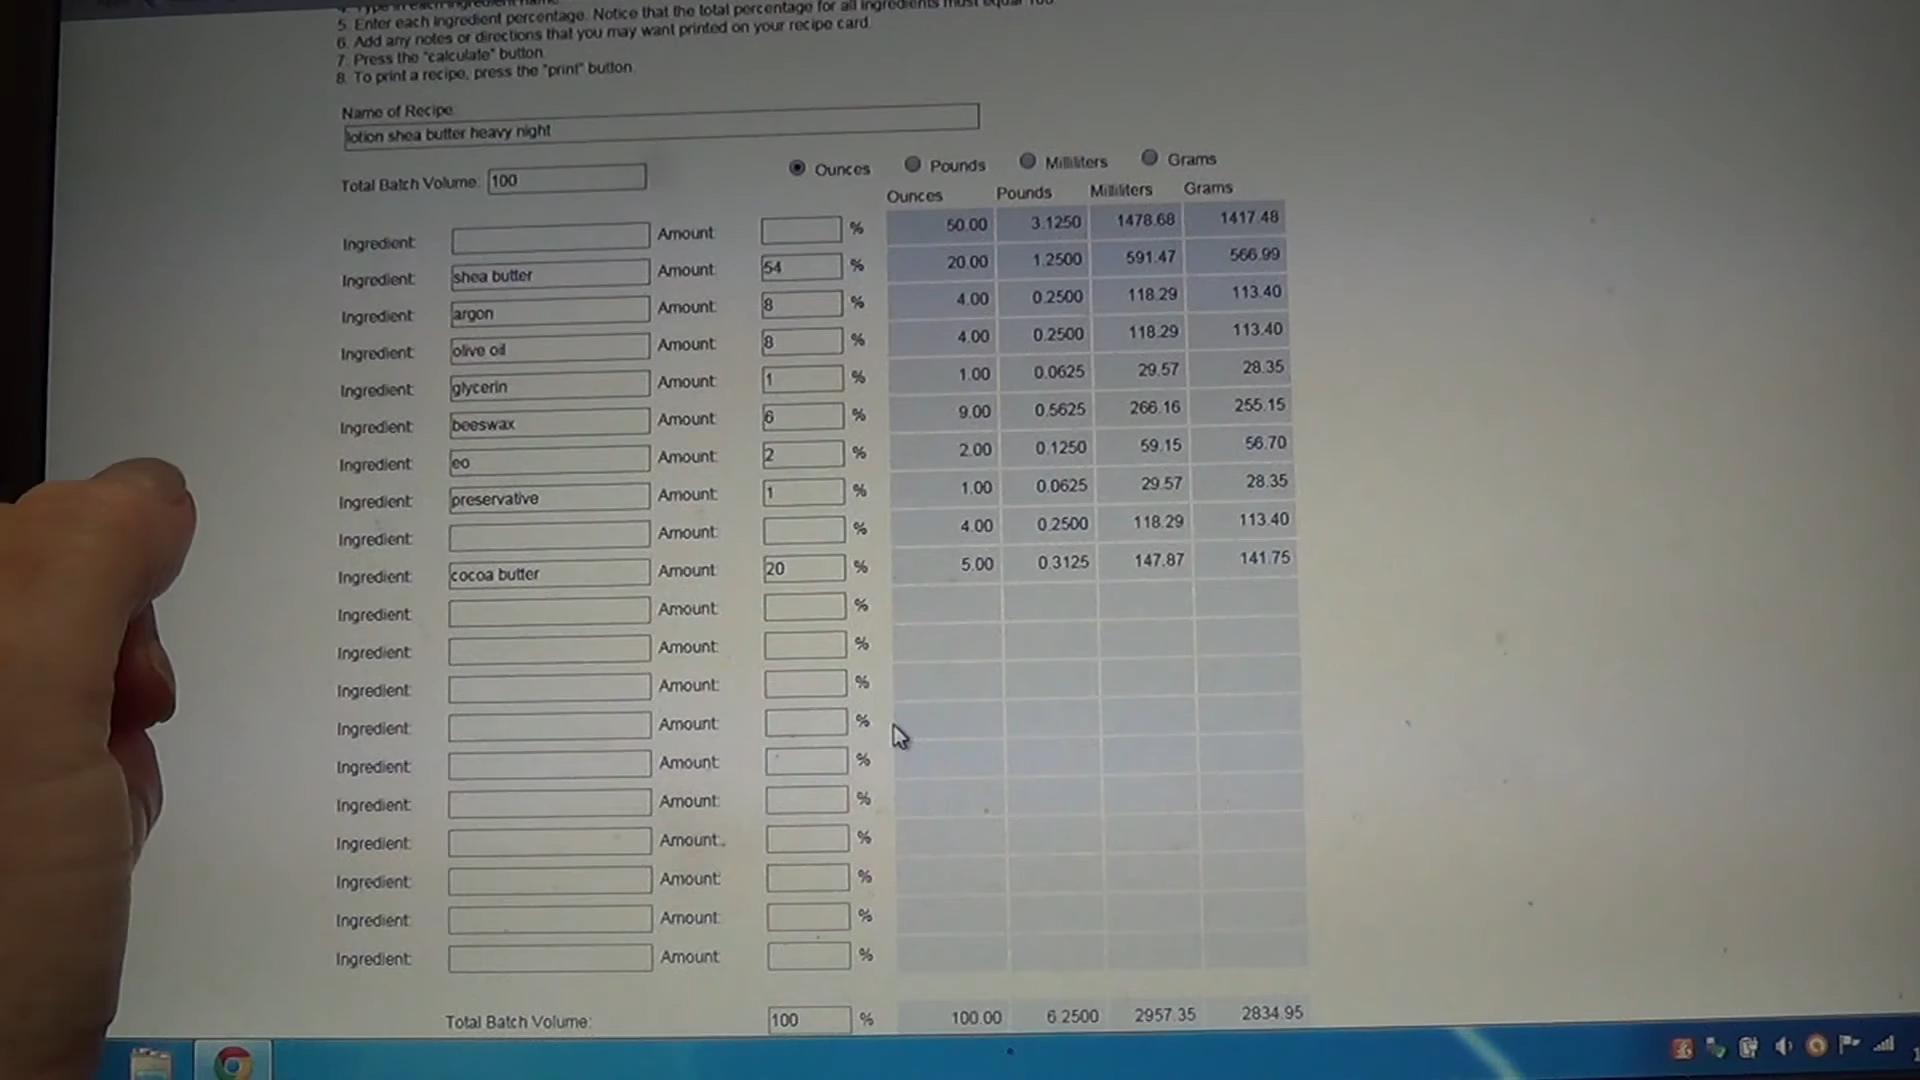 4. Type in each ingredient name
5. Enter each ingredient percentage. Notice that the total percentage for all ingredients must equal 100
6. Add any notes or directions that you may want printed on your recipe card.
7. Press the "calculate" button.
8. To print a recipe, press the "print" button.
Name of Recipe
lotion shea butter heavy night
Total Batch Volume: 100 Ounces Pounds Milliliters Grams
Ounces Pounds Milliliters Grams
Ingredient: Amount: % 50.00 3.1250 1478.68 1417.48
Ingredient: shea butter Amount: 54 % 20.00 1.2500 591.47 566.99
Ingredient: argon Amount: 8 % 4.00 0.2500 118.29 113.40
Ingredient: olive oil Amount: 8 % 4.00 0.2500 118.29 113.40
Ingredient: glycerin Amount: 1 % 1.00 0.0625 29.57 28.35
Ingredient: beeswax Amount: 6 % 9.00 0.5625 266.16 255.15
Ingredient: eo Amount: 2 % 2.00 0.1250 59.15 56.70
Ingredient: preservative Amount: 1 % 1.00 0.0625 29.57 28.35
Ingredient: Amount: % 4.00 0.2500 118.29 113.40
Ingredient: cocoa butter Amount: 20 % 5.00 0.3125 147.87 141.75
Ingredient: Amount: %
Ingredient: Amount: %
Ingredient: Amount: %
Ingredient: Amount: %
Ingredient: Amount: %
Ingredient: Amount: %
Ingredient: Amount: %
Ingredient: Amount: %
Ingredient: Amount: %
Ingredient: Amount: %
Total Batch Volume: 100 % 100.00 6.2500 2957.35 2834.95